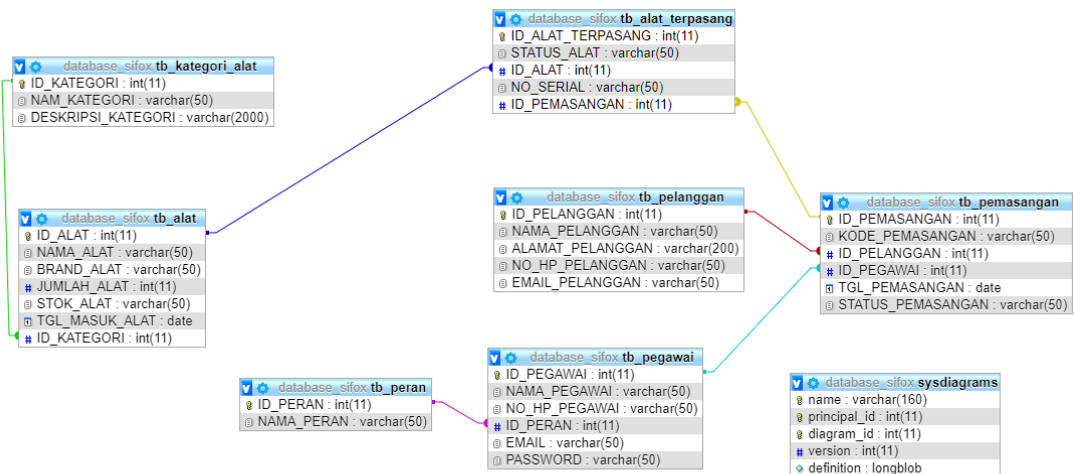 database_sifox tb_kategori_alat
ID_KATEGORI : int(11)
NAM_KATEGORI : varchar(50)
DESKRIPSI_KATEGORI : varchar(2000)
database_sifox tb_alat_terpasang
ID_ALAT_TERPASANG : int(11)
STATUS_ALAT : varchar(50)
# ID_ALAT : int(11)
NO_SERIAL : varchar(50)
# ID_PEMASANGAN : int(11)
database_sifox tb_alat
ID_ALAT : int(11)
NAMA_ALAT : varchar(50)
BRAND_ALAT : varchar(50)
# JUMLAH_ALAT : int(11)
STOK_ALAT : varchar(50)
TGL_MASUK_ALAT : date
# ID_KATEGORI : int(11)
database_sifox tb_pelanggan
ID_PELANGGAN : int(11)
NAMA_PELANGGAN : varchar(50)
ALAMAT_PELANGGAN : varchar(200)
NO_HP_PELANGGAN : varchar(50)
EMAIL_PELANGGAN : varchar(50)
database_sifox tb_pemasangan
ID_PEMASANGAN : int(11)
KODE_PEMASANGAN : varchar(50)
# ID_PELANGGAN : int(11)
# ID_PEGAWAI : int(11)
TGL_PEMASANGAN : date
STATUS_PEMASANGAN : varchar(50)
database_sifox tb_peran
ID_PERAN : int(11)
NAMA_PERAN : varchar(50)
database_sifox tb_pegawai
ID_PEGAWAI : int(11)
NAMA_PEGAWAI : varchar(50)
NO_HP_PEGAWAI : varchar(50)
# ID_PERAN : int(11)
EMAIL : varchar(50)
PASSWORD : varchar(50)
database_sifox sysdiagrams
name : varchar(160)
principal_id : int(11)
diagram_id : int(11)
# version : int(11)
definition : longblob